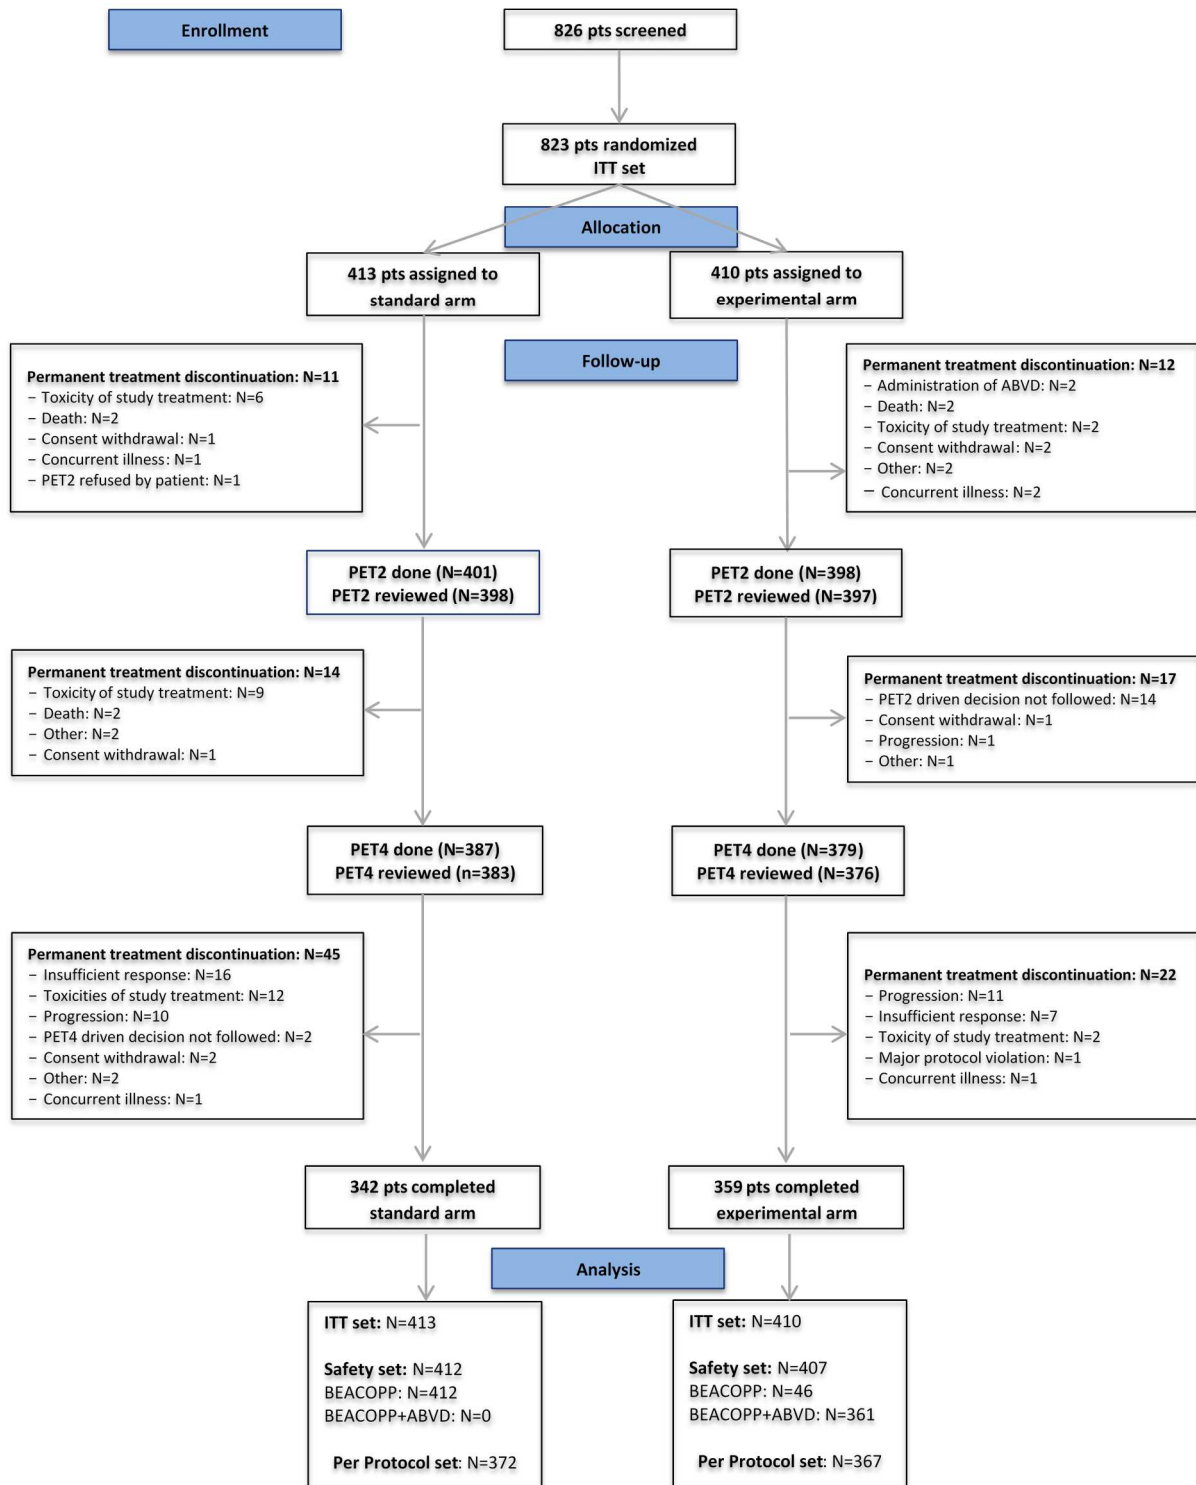 Enrollment
826 pts screened
823 pts randomized
ITT set
Allocation
413 pts assigned to
standard arm
410 pts assigned to
experimental arm
Follow-up
Permanent treatment discontinuation: N=11
– Toxicity of study treatment: N=6
– Death: N=2
– Consent withdrawal: N=1
– Concurrent illness: N=1
– PET2 refused by patient: N=1
Permanent treatment discontinuation: N=12
– Administration of ABVD: N=2
– Death: N=2
– Toxicity of study treatment: N=2
– Consent withdrawal: N=2
– Other: N=2
– Concurrent illness: N=2
PET2 done (N=401)
PET2 reviewed (N=398)
PET2 done (N=398)
PET2 reviewed (N=397)
Permanent treatment discontinuation: N=14
– Toxicity of study treatment: N=9
– Death: N=2
– Other: N=2
– Consent withdrawal: N=1
Permanent treatment discontinuation: N=17
– PET2 driven decision not followed: N=14
– Consent withdrawal: N=1
– Progression: N=1
– Other: N=1
PET4 done (N=387)
PET4 reviewed (n=383)
PET4 done (N=379)
PET4 reviewed (N=376)
Permanent treatment discontinuation: N=45
– Insufficient response: N=16
– Toxicities of study treatment: N=12
– Progression: N=10
– PET4 driven decision not followed: N=2
– Consent withdrawal: N=2
– Other: N=2
– Concurrent illness: N=1
Permanent treatment discontinuation: N=22
– Progression: N=11
– Insufficient response: N=7
– Toxicity of study treatment: N=2
– Major protocol violation: N=1
– Concurrent illness: N=1
342 pts completed
standard arm
359 pts completed
experimental arm
Analysis
ITT set: N=413
Safety set: N=412
BEACOPP: N=412
BEACOPP+ABVD: N=0
Per Protocol set: N=372
ITT set: N=410
Safety set: N=407
BEACOPP: N=46
BEACOPP+ABVD: N=361
Per Protocol set: N=367